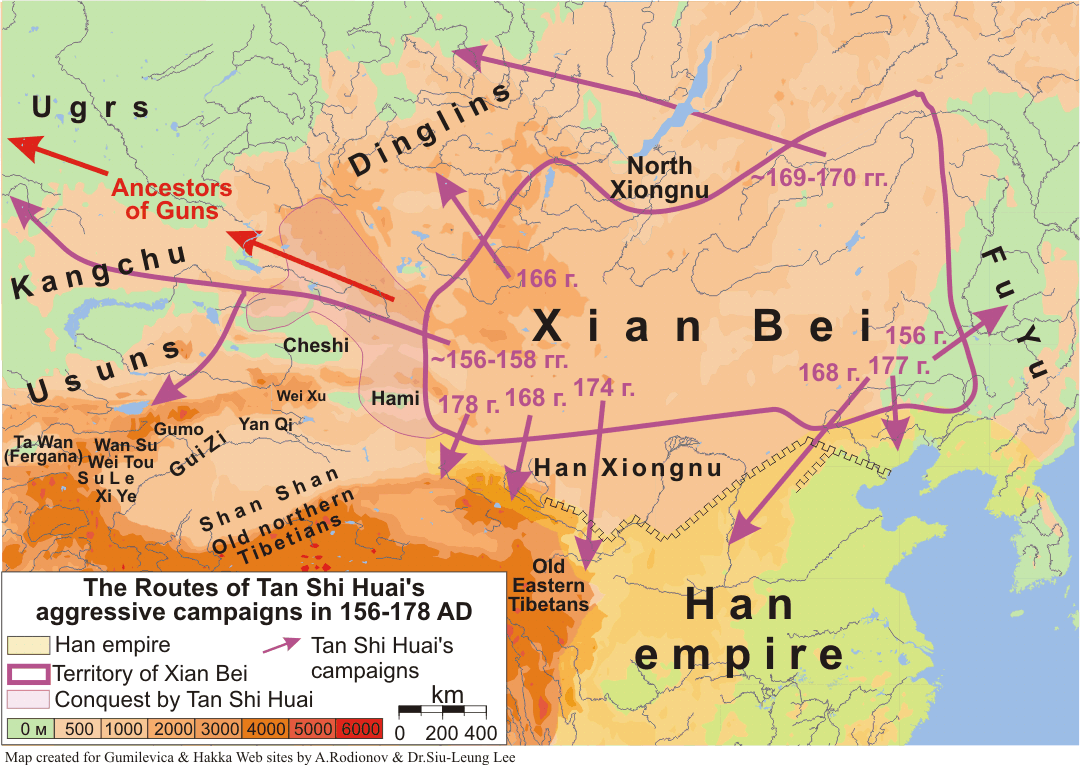 Ugrs
Dinglins
Ancestors
of Guns
North
Xiongnu
~169-170 гг.
Kangchu
166 г.
Fu Yu
Xian Bei
156 г.
Usuns
Cheshi
~156-158 гг.
168 г.
177 г.
Wei Xu
Hami
178 г.
168 г.
174 г.
Ta Wan
(Fergana)
Gumo
Yan Qi
Wan Su
Wei Tou
Su Le
Xi Ye
GuiZi
Han Xiongnu
Shan Shan
Old northern
Tibetians
Old
Eastern
Tibetans
Han
empire
The Routes of Tan Shi Huai's
aggressive campaigns in 156-178 AD
Han empire
Tan Shi Huai's
campaigns
Territory of Xian Bei
Conquest by Tan Shi Huai
km
0 м 500 1000 2000 3000 4000 5000 6000
0 200 400
Map created for Gumilevica & Hakka Web sites by A.Rodionov & Dr.Siu-Leung Lee